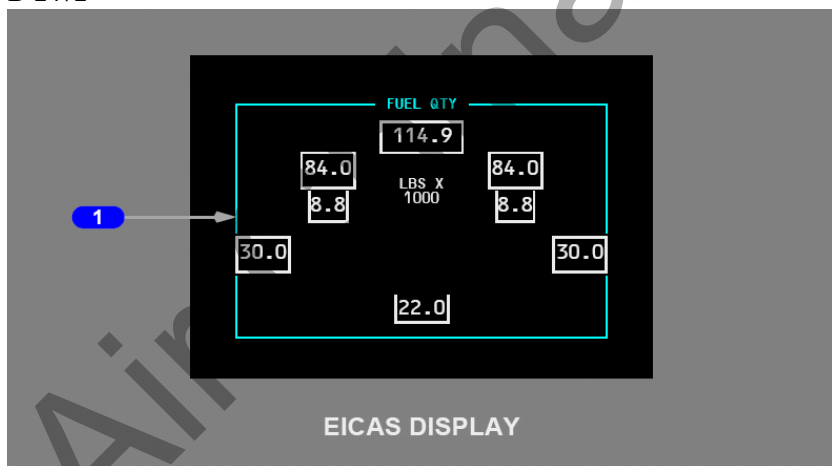 FUEL QTY
114.9
84.0 84.0
LBS X
1000
8.8 8.8
1
30.0 30.0
22.0
EICAS DISPLAY